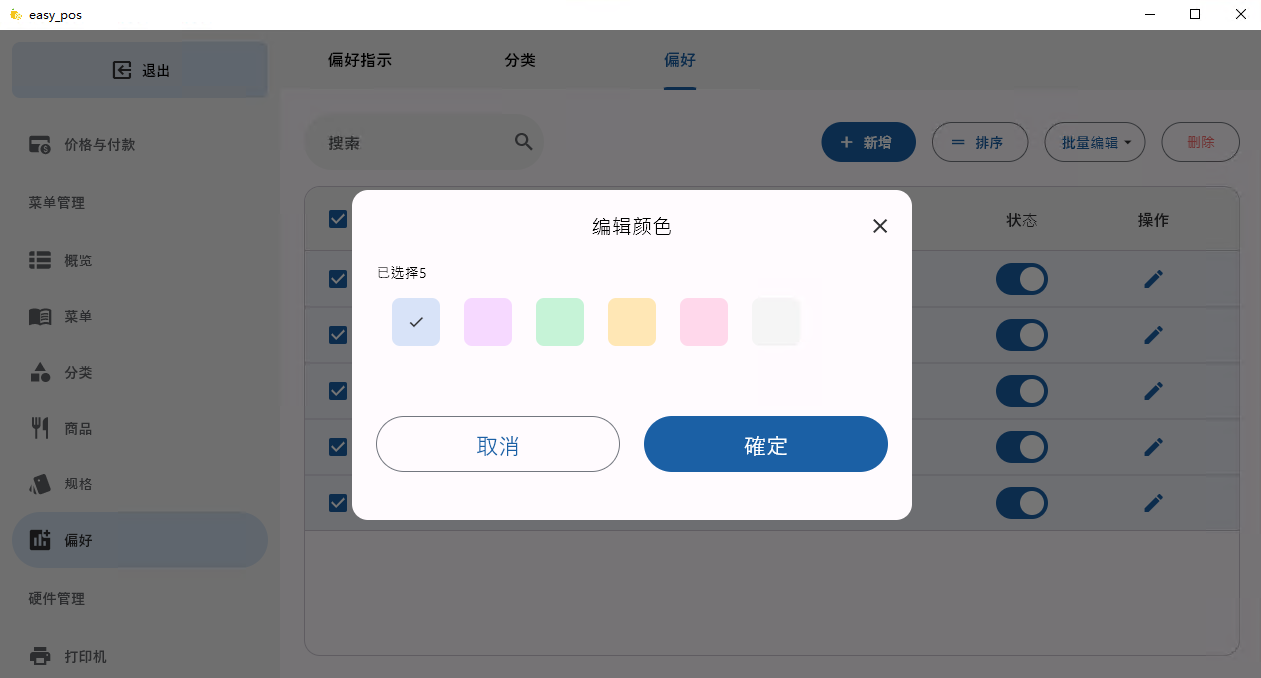 easy_pos
退出
偏好指示
分类
偏好
价格与付款
搜索
新增
排序
批量编辑
删除
菜单管理
编辑颜色
状态
操作
概览
已选择5
菜单
分类
商品
取消
確定
规格
偏好
硬件管理
打印机